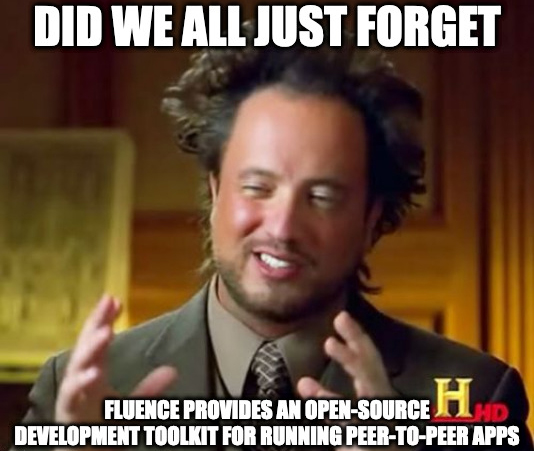 DID WE ALL JUST FORGET
FLUENCE PROVIDES AN OPEN-SOURCE
H HD
DEVELOPMENT TOOLKIT FOR RUNNING PEER-TO-PEER APPS